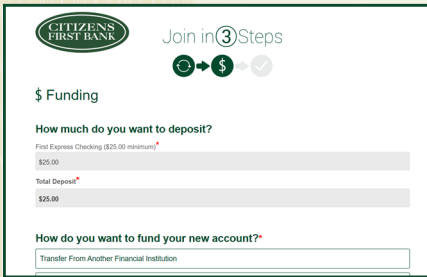 CITIZENS
FIRST BANK
Join in 3 Steps
$
$ Funding
How much do you want to deposit?
First Express Checking ($25.00 minimum)*
$25.00
Total Deposit*
$25.00
How do you want to fund your new account?*
Transfer From Another Financial Institution